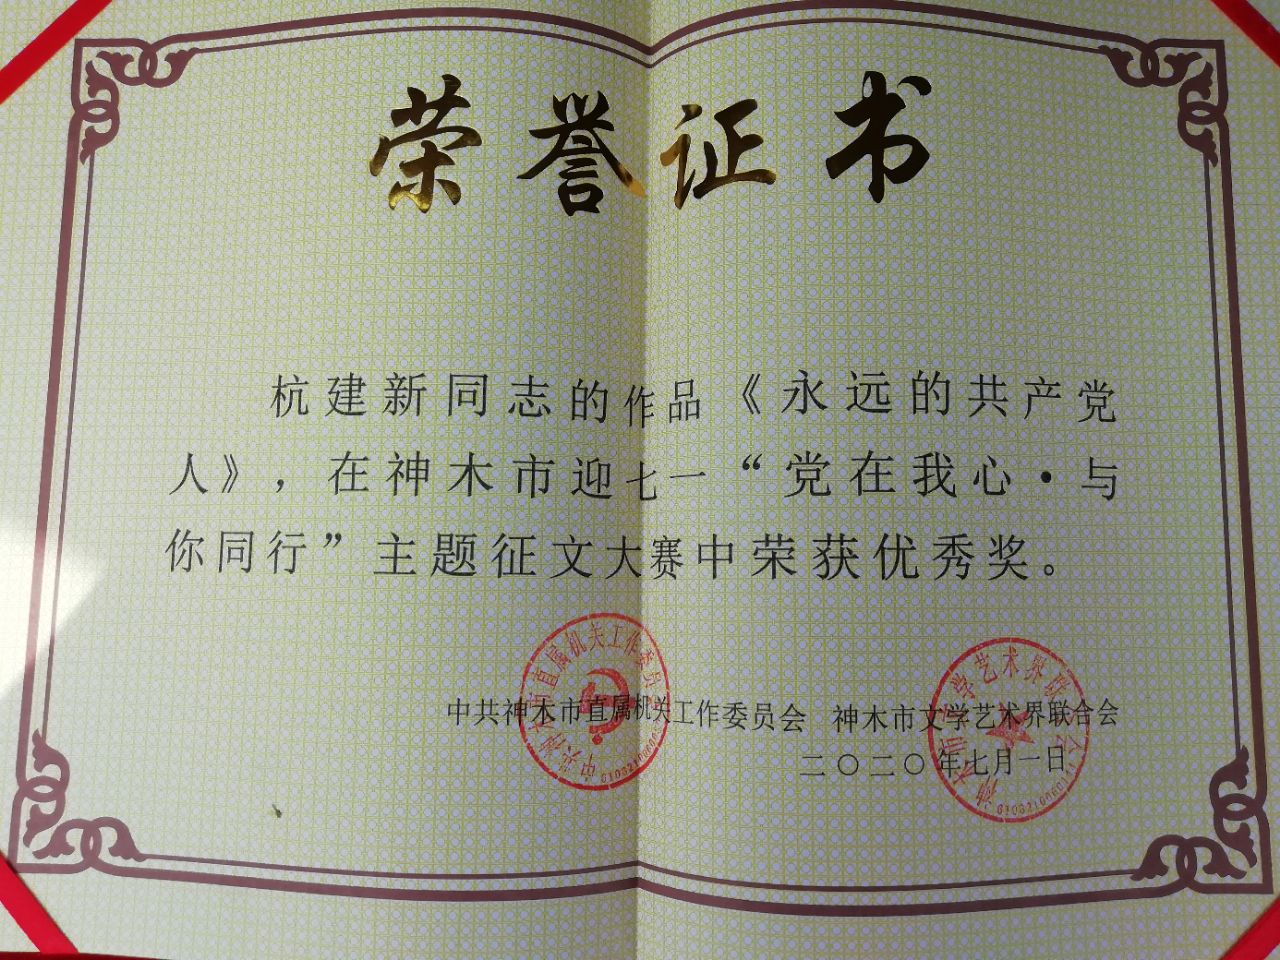 荣誉证书
杭建新同志的作品《永远的共产党
人》，在神木市迎七一“党在我心·与
你同行”主题征文大赛中荣获优秀奖。
中共神木市直属机关工作委员会 神木市文学艺术界联合会
二〇二〇年七月一日